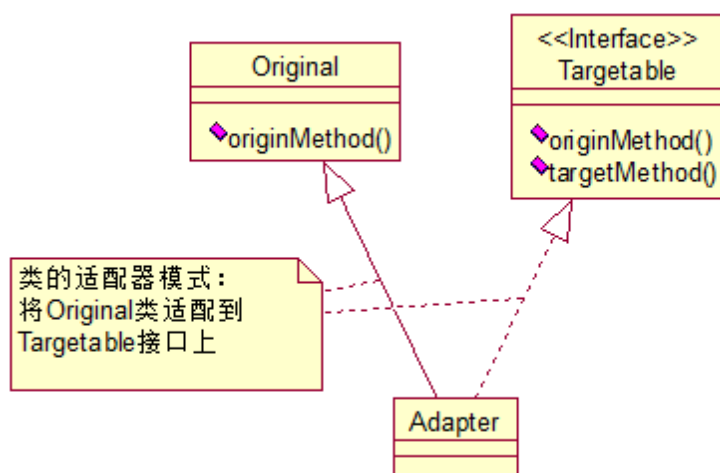 Original
originMethod()
<<Interface>>
Targetable
originMethod()
targetMethod()
类的适配器模式：
将Original类适配到
Targetable接口上
Adapter